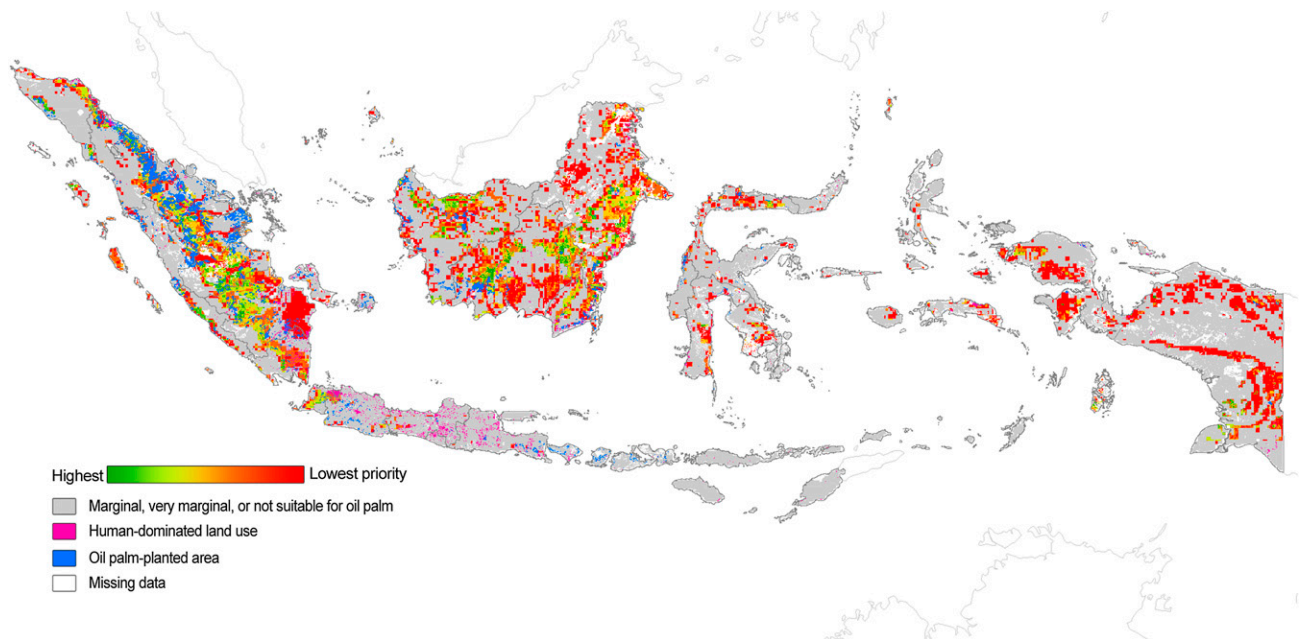 Highest Lowest priority
Marginal, very marginal, or not suitable for oil palm
Human-dominated land use
Oil palm-planted area
Missing data